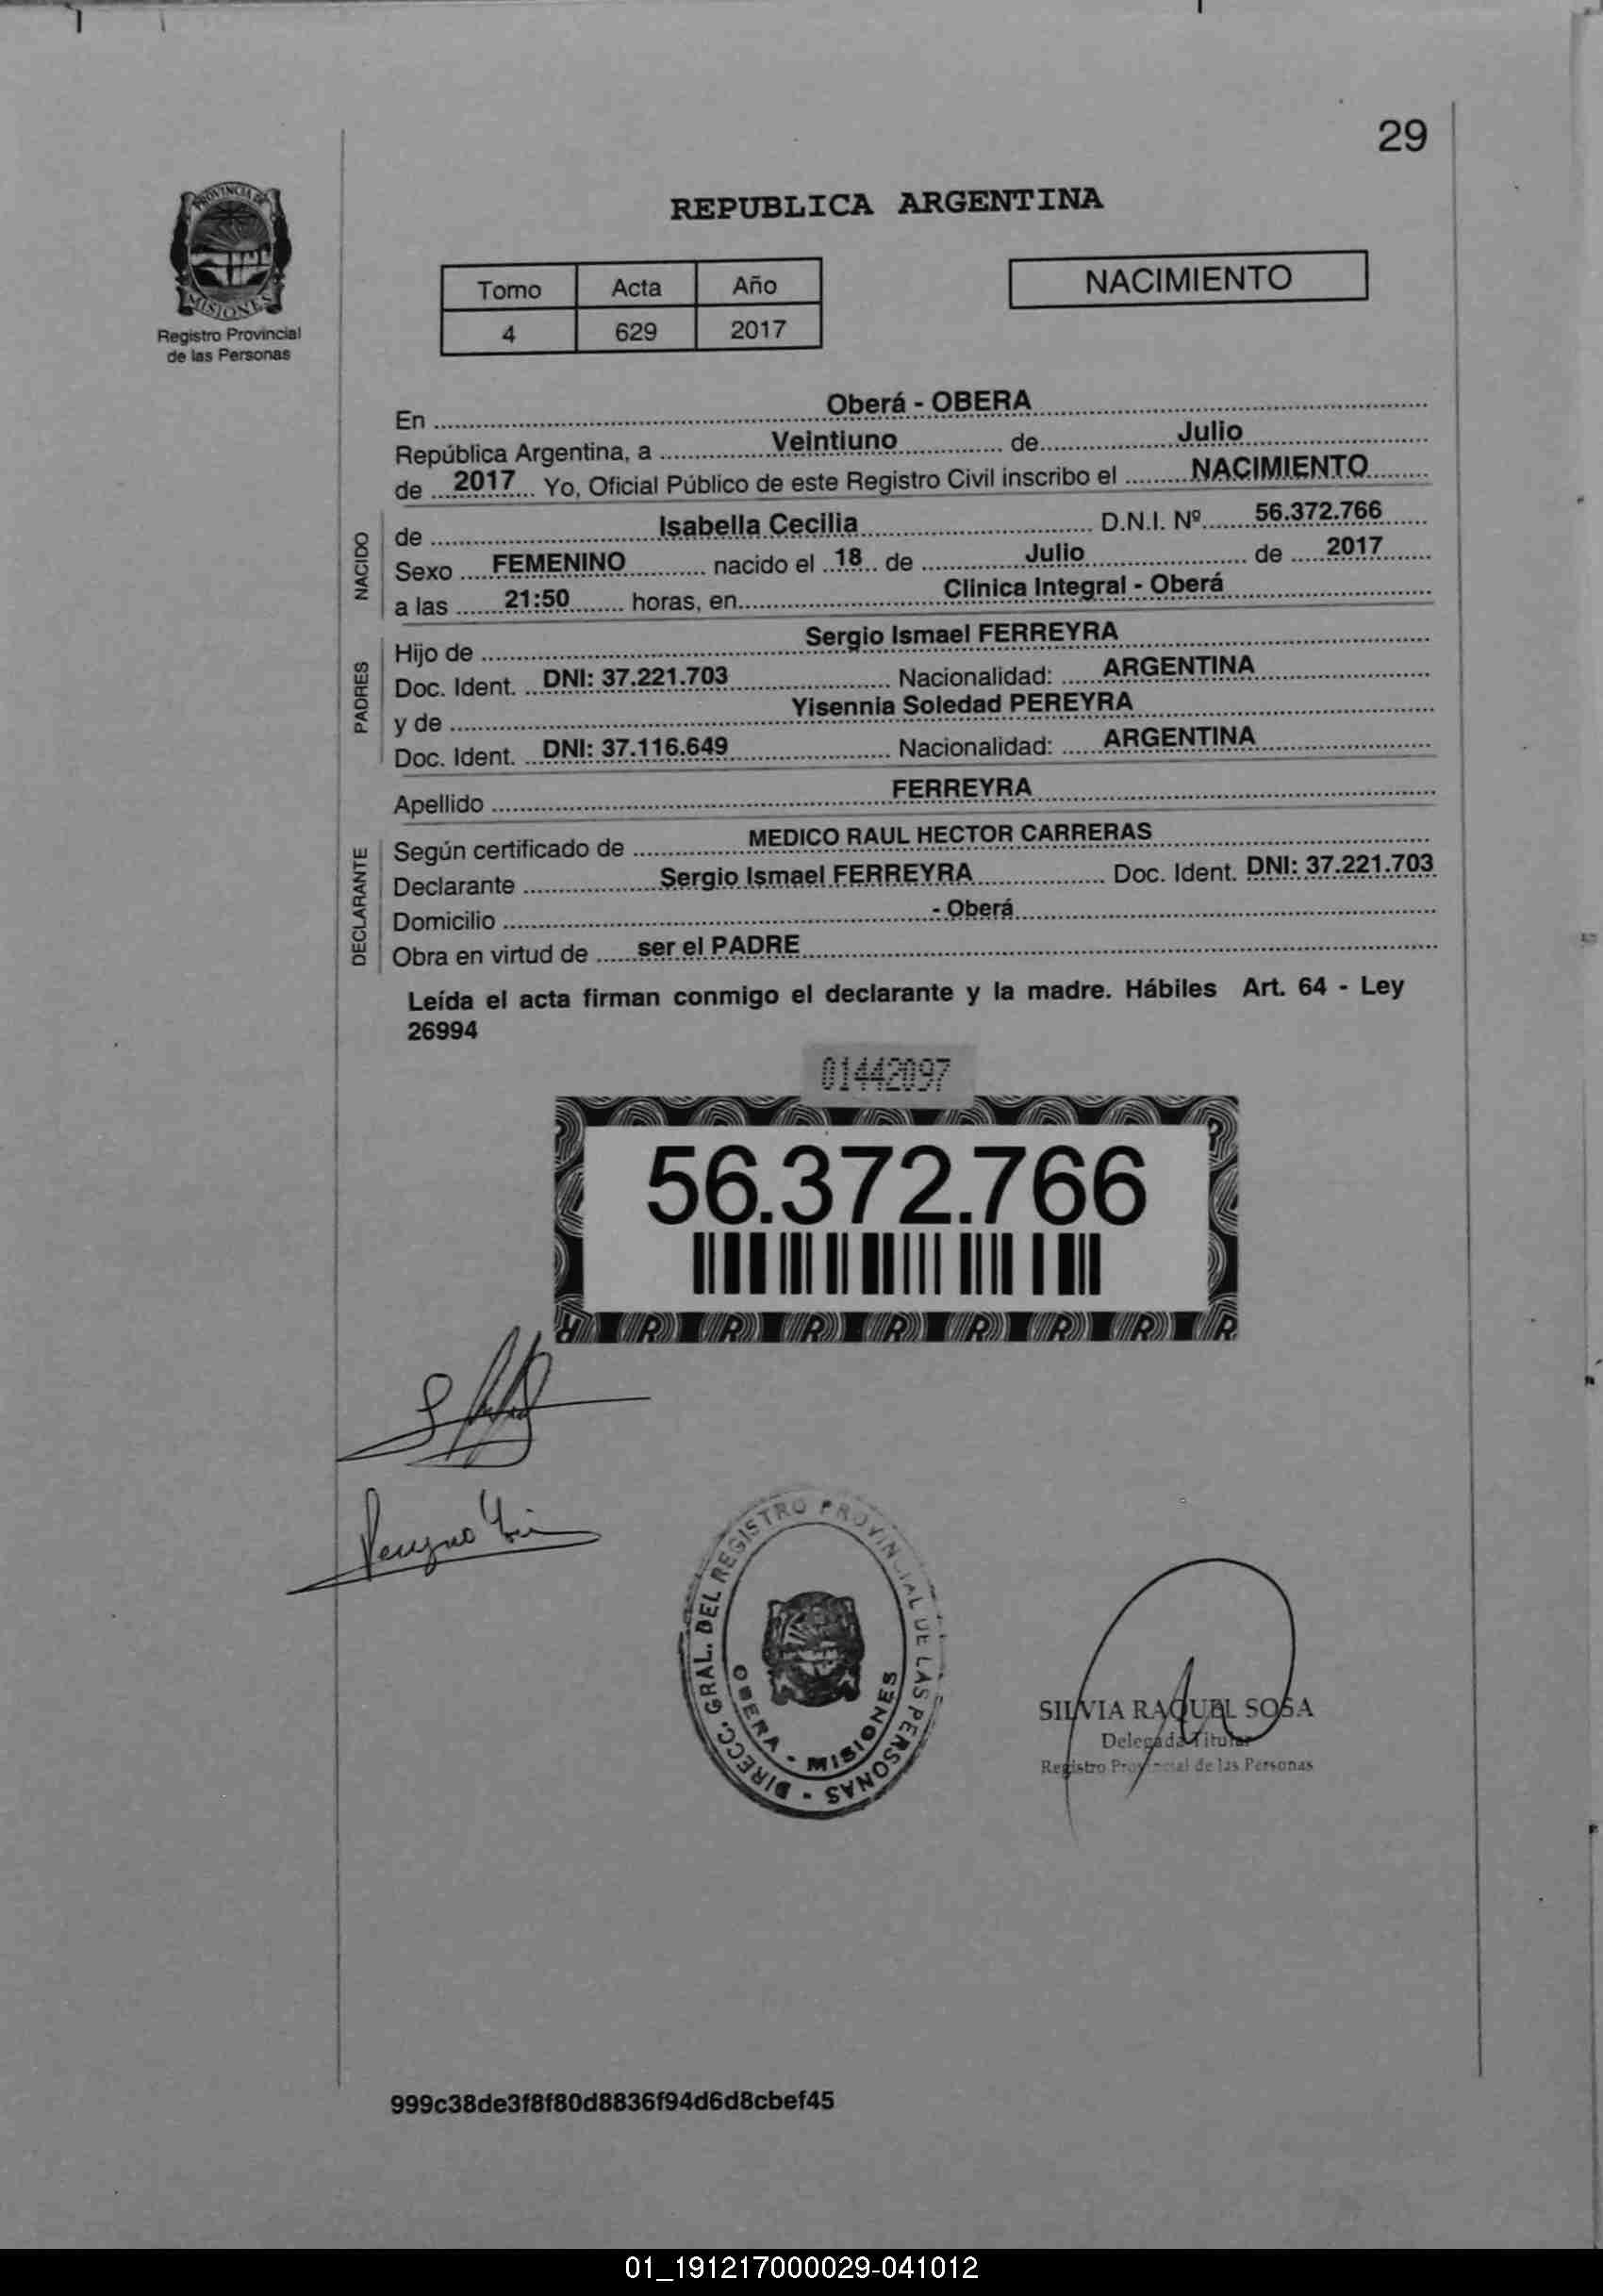 29
PROVINCIA DE
MISIONES
Registro Provincial
de las Personas
REPUBLICA ARGENTINA
Tomo Acta Año
4 629 2017
NACIMIENTO
En Oberá - OBERA
República Argentina, a Veintiuno de Julio
de 2017 Yo, Oficial Público de este Registro Civil inscribo el NACIMIENTO
NACIDO
de Isabella Cecilia D.N.I. Nº 56.372.766
Sexo FEMENINO nacido el 18 de Julio de 2017
a las 21:50 horas, en Clinica Integral - Oberá
PADRES
Hijo de Sergio Ismael FERREYRA
Doc. Ident. DNI: 37.221.703 Nacionalidad: ARGENTINA
y de Yisennia Soledad PEREYRA
Doc. Ident. DNI: 37.116.649 Nacionalidad: ARGENTINA
Apellido FERREYRA
DECLARANTE
Según certificado de MEDICO RAUL HECTOR CARRERAS
Declarante Sergio Ismael FERREYRA Doc. Ident. DNI: 37.221.703
Domicilio - Oberá
Obra en virtud de ser el PADRE
Leída el acta firman conmigo el declarante y la madre. Hábiles Art. 64 - Ley
26994
01442097
56.372.766
DIRECC. GRAL. DEL REGISTRO PROVINCIAL DE LAS PERSONAS
OBERA - MISIONES
SILVIA RAQUEL SOSA
Delegada Titular
Registro Provincial de las Personas
999c38de3f8f80d8836f94d6d8cbef45
01_191217000029-041012